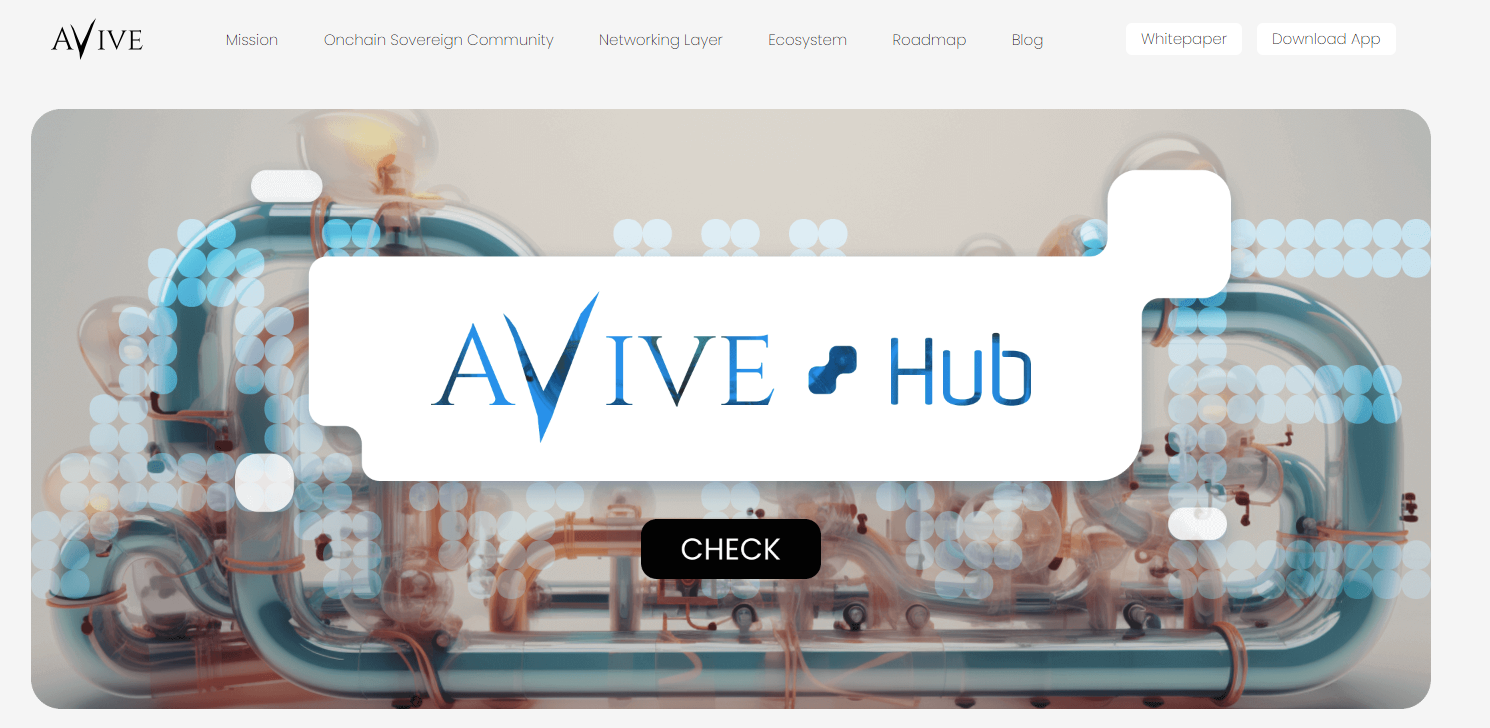 AVIVE
Mission
Onchain Sovereign Community
Networking Layer
Ecosystem
Roadmap
Blog
Whitepaper
Download App
AVIVE Hub
CHECK